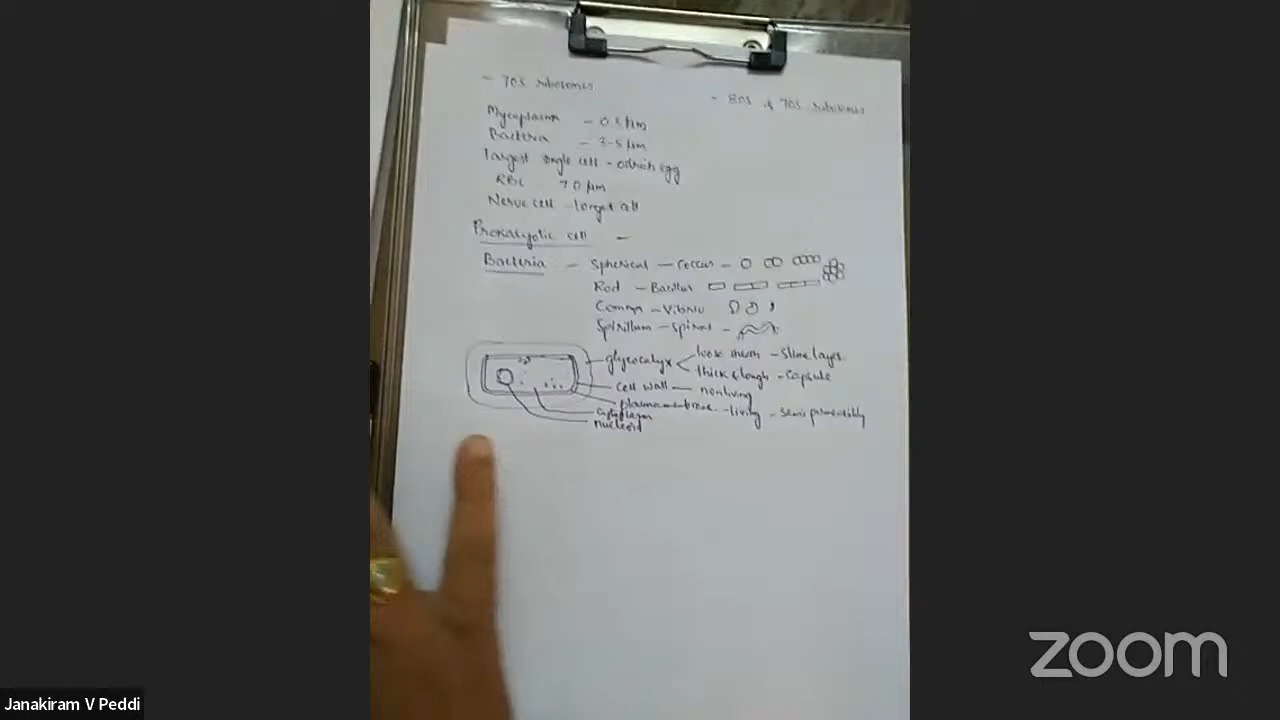 - 70S ribosomes
- 80S & 70S ribosomes
Mycoplasma - 0.3 μm
Bacteria - 3-5 μm
largest single cell - ostrich egg
RBC 7.0 μm
Nerve cell - longest cell
Prokaryotic cell -
Bacteria - Spherical - Coccus -
Rod - Bacillus
Comma - Vibrio
Spirillum - Spiral -
glycocalyx
loose sheath - Slime layer
thick & tough - capsule
cell wall - nonliving
plasmamembrane - living - semi permeability
cytoplasm
nucleoid
Janakiram V Peddi
zoom